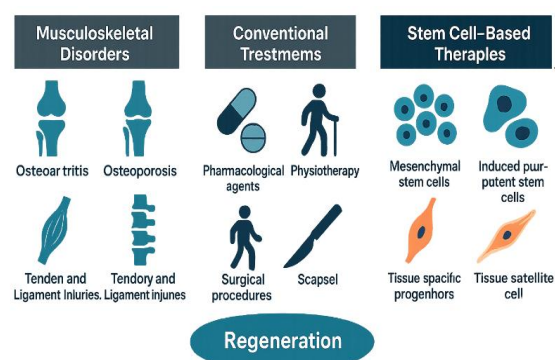 Musculoskeletal
Disorders
Conventional
Trestmems
Stem Cell–Based
Theraples
Osteoar tritis
Osteoporosis
Pharmacological
agents
Physiotherapy
Mesenchymal
stem cells
Induced pur-
putent stem
cells
Tenden and
Ligament Iniuries.
Tendory and
Ligament injunes
Surgical
procedures
Scapsel
Tissue spacific
progenhors
Tissue satellite
cell
Regeneration